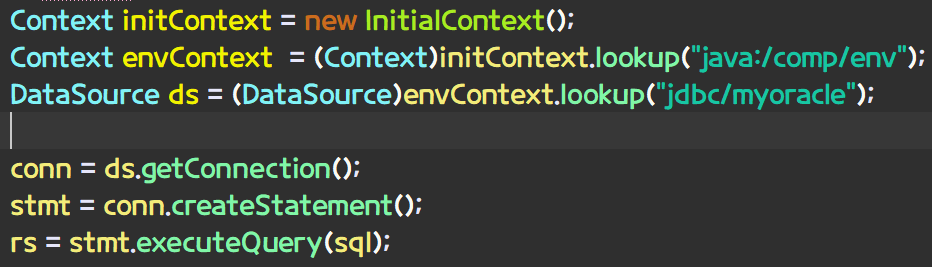 Context initContext = new InitialContext();
Context envContext  = (Context)initContext.lookup("java:/comp/env");
DataSource ds = (DataSource)envContext.lookup("jdbc/myoracle");
conn = ds.getConnection();
stmt = conn.createStatement();
rs = stmt.executeQuery(sql);